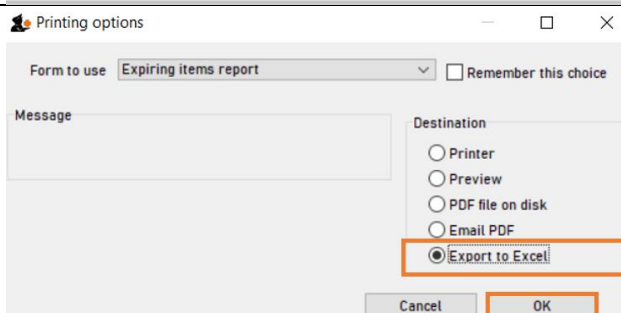 Printing options
Form to use Expiring items report Remember this choice
Message
Destination
Printer
Preview
PDF file on disk
Email PDF
Export to Excel
Cancel OK